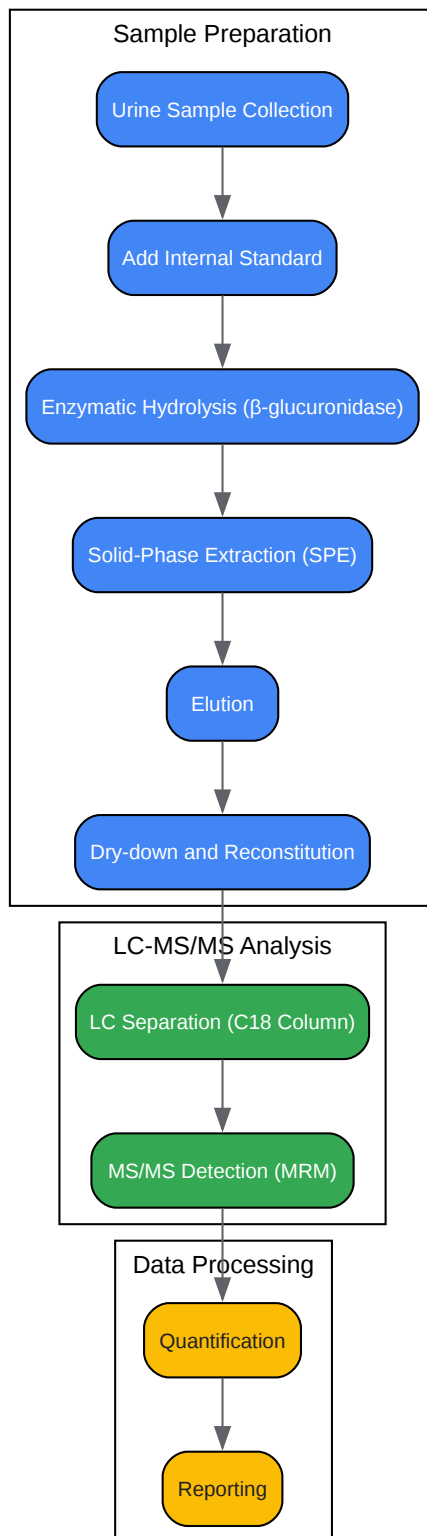 Sample Preparation
Urine Sample Collection
Add Internal Standard
Enzymatic Hydrolysis (β-glucuronidase)
Solid-Phase Extraction (SPE)
Elution
Dry-down and Reconstitution
LC-MS/MS Analysis
LC Separation (C18 Column)
MS/MS Detection (MRM)
Data Processing
Quantification
Reporting